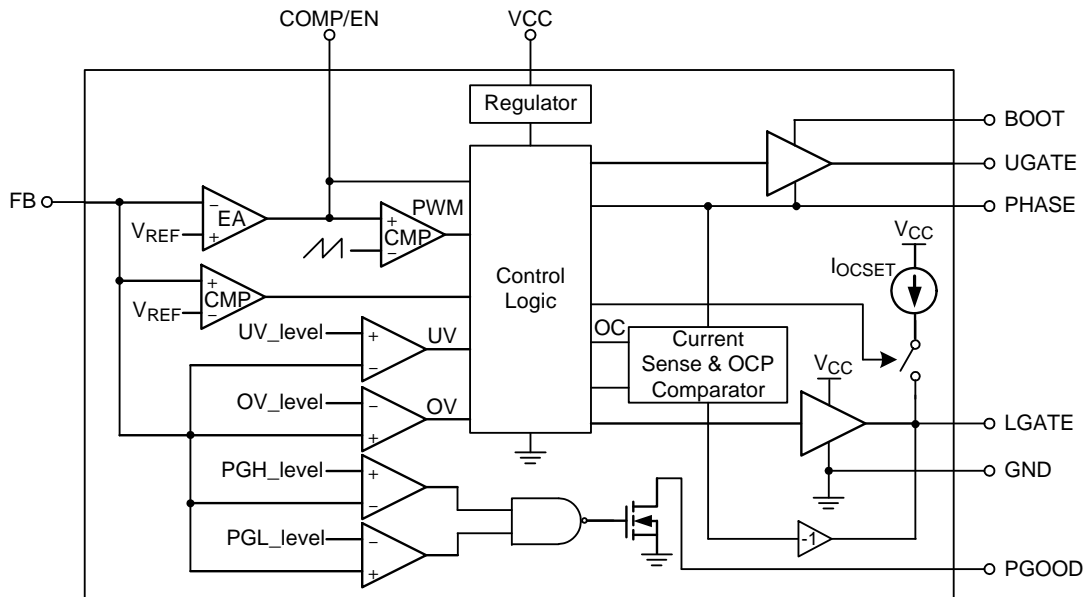 COMP/EN
VCC
Regulator
BOOT
UGATE
PHASE
FB
−
EA
VREF
+
+
PWM
CMP
−
+
CMP
VREF
−
Control
Logic
VCC
IOCSET
UV_level
+
UV
−
OC
Current
Sense & OCP
Comparator
VCC
OV_level
−
OV
+
LGATE
GND
PGH_level
+
−
PGL_level
−
+
-1
PGOOD